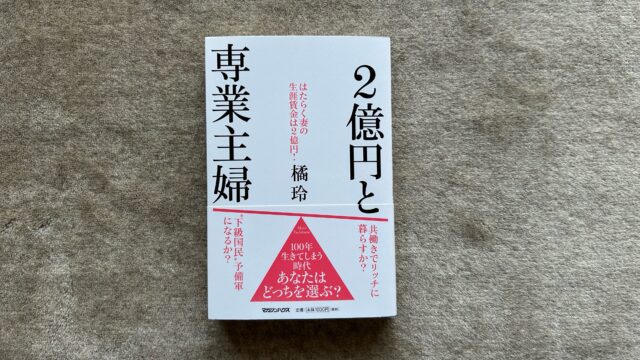 2億円と
専業主婦
はたらく妻の
生涯賃金は2億円!
橘 玲
共働きでリッチに
暮らすか?
100年
生きてしまう
時代
あなたは
どっちを選ぶ?
"下級国民"予備軍
になるか?
マガジンハウス